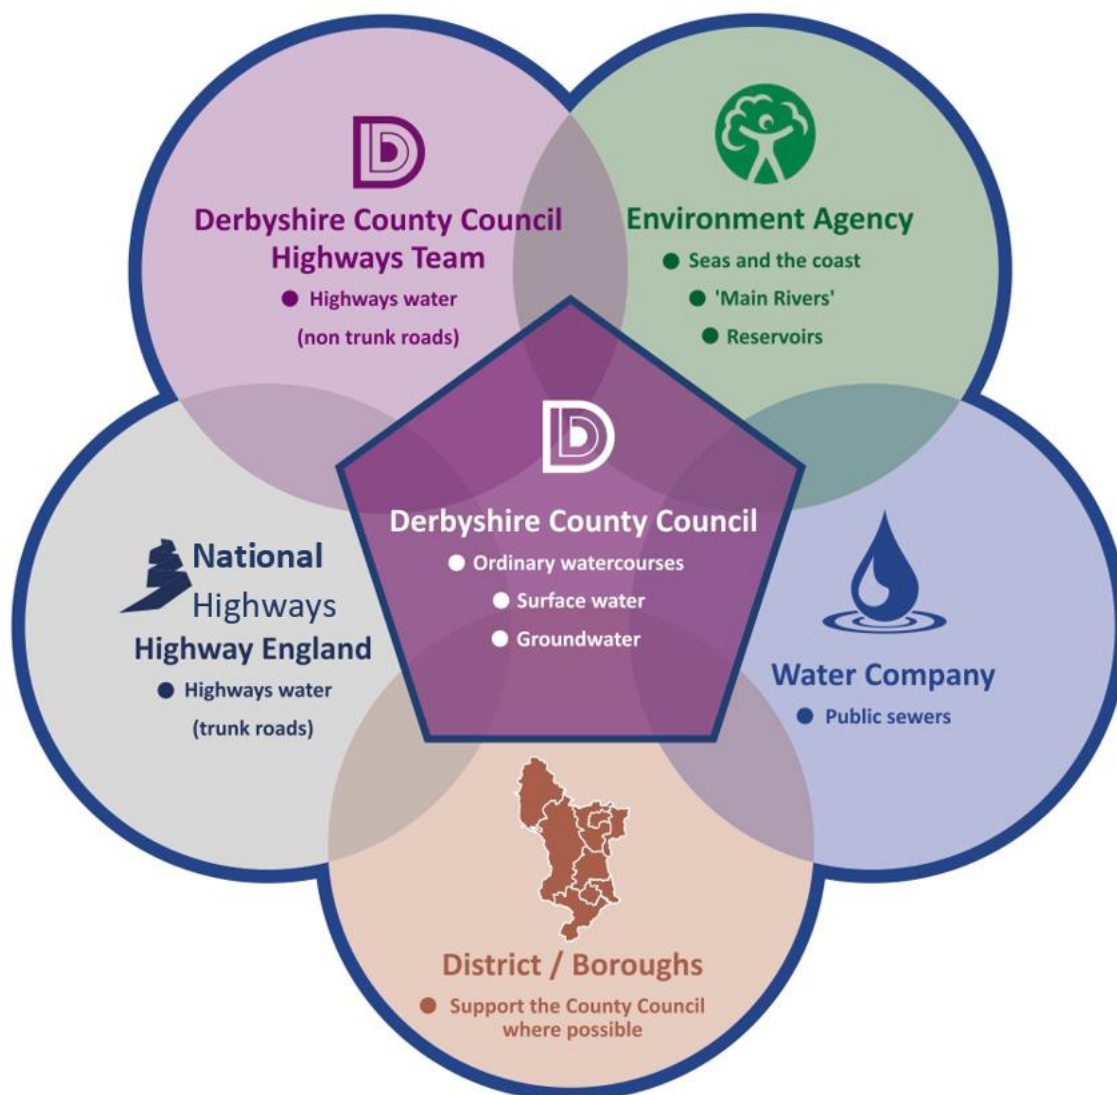 Derbyshire County Council
Highways Team
● Highways water
(non trunk roads)
Environment Agency
● Seas and the coast
● 'Main Rivers'
● Reservoirs
Derbyshire County Council
● Ordinary watercourses
● Surface water
● Groundwater
National
Highways
Highway England
● Highways water
(trunk roads)
Water Company
● Public sewers
District / Boroughs
● Support the County Council
where possible